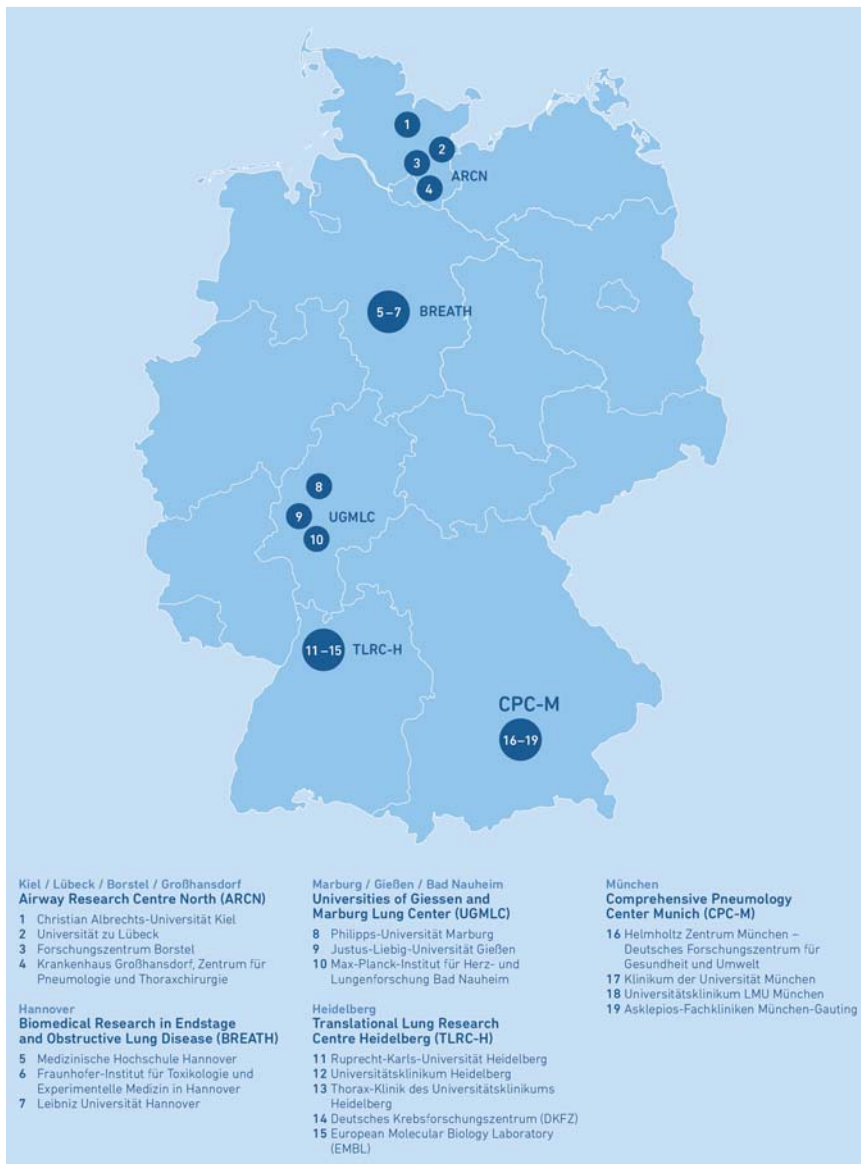 1
2
3
ARCN
4
5–7 BREATH
8
9 UGMLC
10
11–15 TLRC-H
CPC-M
16–19
Kiel / Lübeck / Borstel / Großhansdorf
Airway Research Centre North (ARCN)
1 Christian Albrechts-Universität Kiel
2 Universität zu Lübeck
3 Forschungszentrum Borstel
4 Krankenhaus Großhansdorf, Zentrum für
Pneumologie und Thoraxchirurgie
Hannover
Biomedical Research in Endstage
and Obstructive Lung Disease (BREATH)
5 Medizinische Hochschule Hannover
6 Fraunhofer-Institut für Toxikologie und
Experimentelle Medizin in Hannover
7 Leibniz Universität Hannover
Marburg / Gießen / Bad Nauheim
Universities of Giessen and
Marburg Lung Center (UGMLC)
8 Philipps-Universität Marburg
9 Justus-Liebig-Universität Gießen
10 Max-Planck-Institut für Herz- und
Lungenforschung Bad Nauheim
Heidelberg
Translational Lung Research
Centre Heidelberg (TLRC-H)
11 Ruprecht-Karls-Universität Heidelberg
12 Universitätsklinikum Heidelberg
13 Thorax-Klinik des Universitätsklinikums
Heidelberg
14 Deutsches Krebsforschungszentrum (DKFZ)
15 European Molecular Biology Laboratory
(EMBL)
München
Comprehensive Pneumology
Center Munich (CPC-M)
16 Helmholtz Zentrum München –
Deutsches Forschungszentrum für
Gesundheit und Umwelt
17 Klinikum der Universität München
18 Universitätsklinikum LMU München
19 Asklepios-Fachkliniken München-Gauting